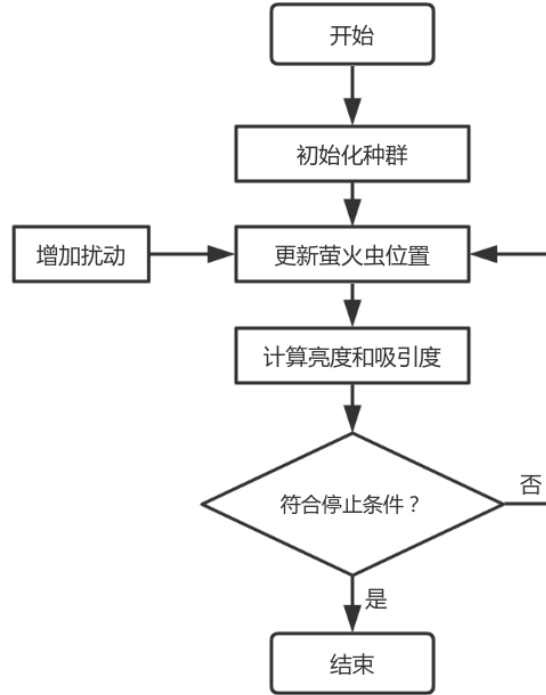 开始
初始化种群
增加扰动
更新萤火虫位置
计算亮度和吸引度
符合停止条件？
否
是
结束